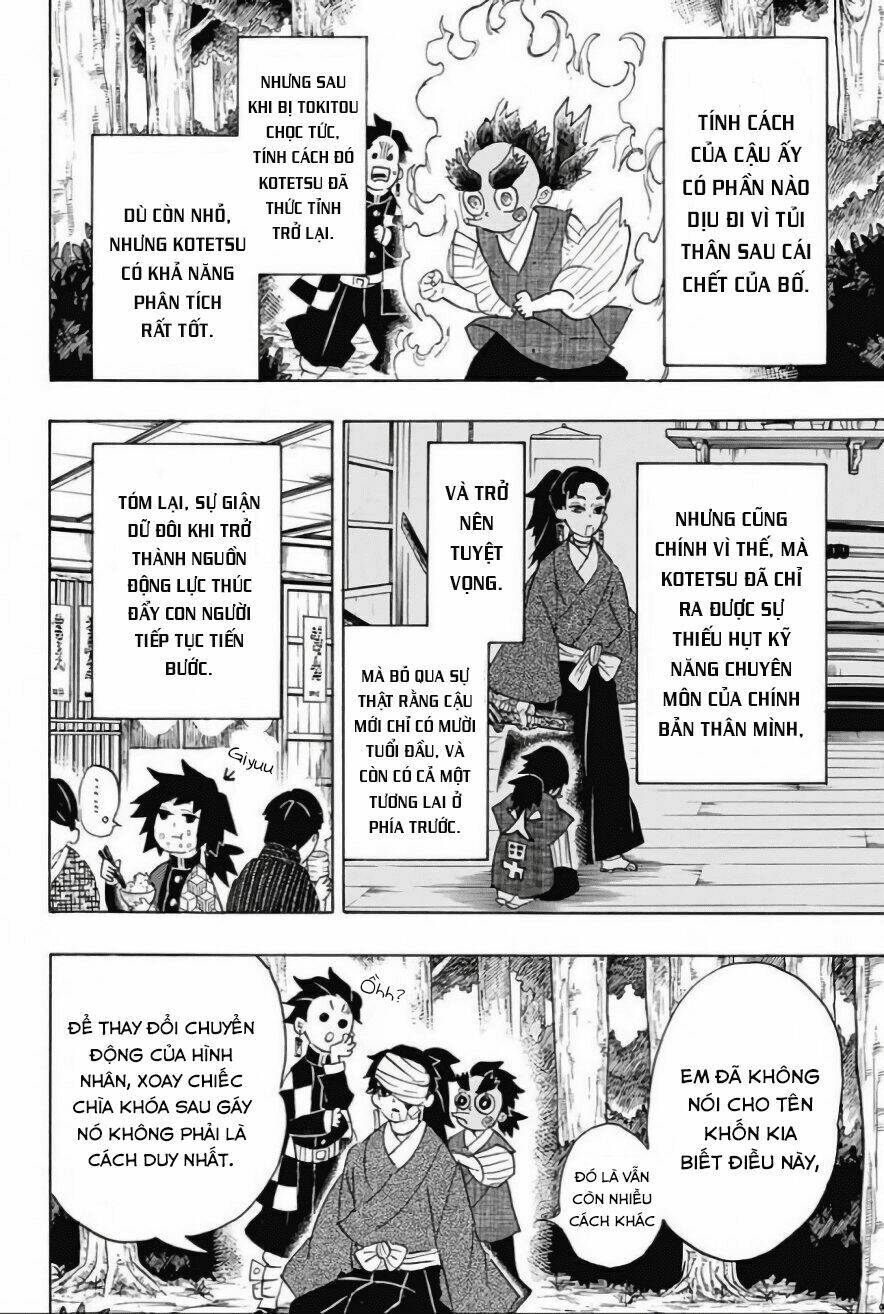 TÍNH CÁCH
CỦA CẬU ẤY
CÓ PHẦN NÀO
DỊU ĐI VÌ TỦI
THÂN SAU CÁI
CHẾT CỦA BỐ.
NHƯNG SAU
KHI BỊ TOKITOU
CHỌC TỨC,
TÍNH CÁCH ĐÓ
KOTETSU ĐÃ
THỨC TỈNH
TRỞ LẠI.
DÙ CÒN NHỎ,
NHƯNG KOTETSU
CÓ KHẢ NĂNG
PHÂN TÍCH
RẤT TỐT.
NHƯNG CŨNG
CHÍNH VÌ THẾ, MÀ
KOTETSU ĐÃ CHỈ
RA ĐƯỢC SỰ
THIẾU HỤT KỸ
NĂNG CHUYÊN
MÔN CỦA CHÍNH
BẢN THÂN MÌNH,
VÀ TRỞ
NÊN
TUYỆT
VỌNG.
MÀ BỎ QUA SỰ
THẬT RẰNG CẬU
MỚI CHỈ CÓ MƯỜI
TUỔI ĐẦU, VÀ
CÒN CÓ CẢ MỘT
TƯƠNG LAI Ở
PHÍA TRƯỚC.
TÓM LẠI, SỰ GIẬN
DỮ ĐÔI KHI TRỞ
THÀNH NGUỒN
ĐỘNG LỰC THÚC
ĐẨY CON NGƯỜI
TIẾP TỤC TIẾN
BƯỚC.
Giyuu
EM ĐÃ KHÔNG
NÓI CHO TÊN
KHỐN KIA
BIẾT ĐIỀU NÀY,
ĐÓ LÀ VẪN
CÒN NHIỀU
CÁCH KHÁC
Ồhh?
ĐỂ THAY ĐỔI CHUYỂN
ĐỘNG CỦA HÌNH
NHÂN, XOAY CHIẾC
CHÌA KHÓA SAU GÁY
NÓ KHÔNG PHẢI LÀ
CÁCH DUY NHẤT.